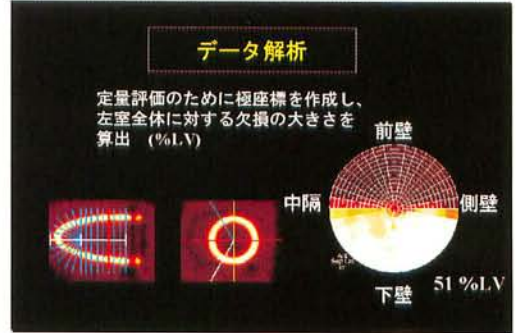 データ解析
定量評価のために極座標を作成し、
左室全体に対する欠損の大きさを
算出 (%LV)
前壁
中隔
側壁
下壁
51 %LV